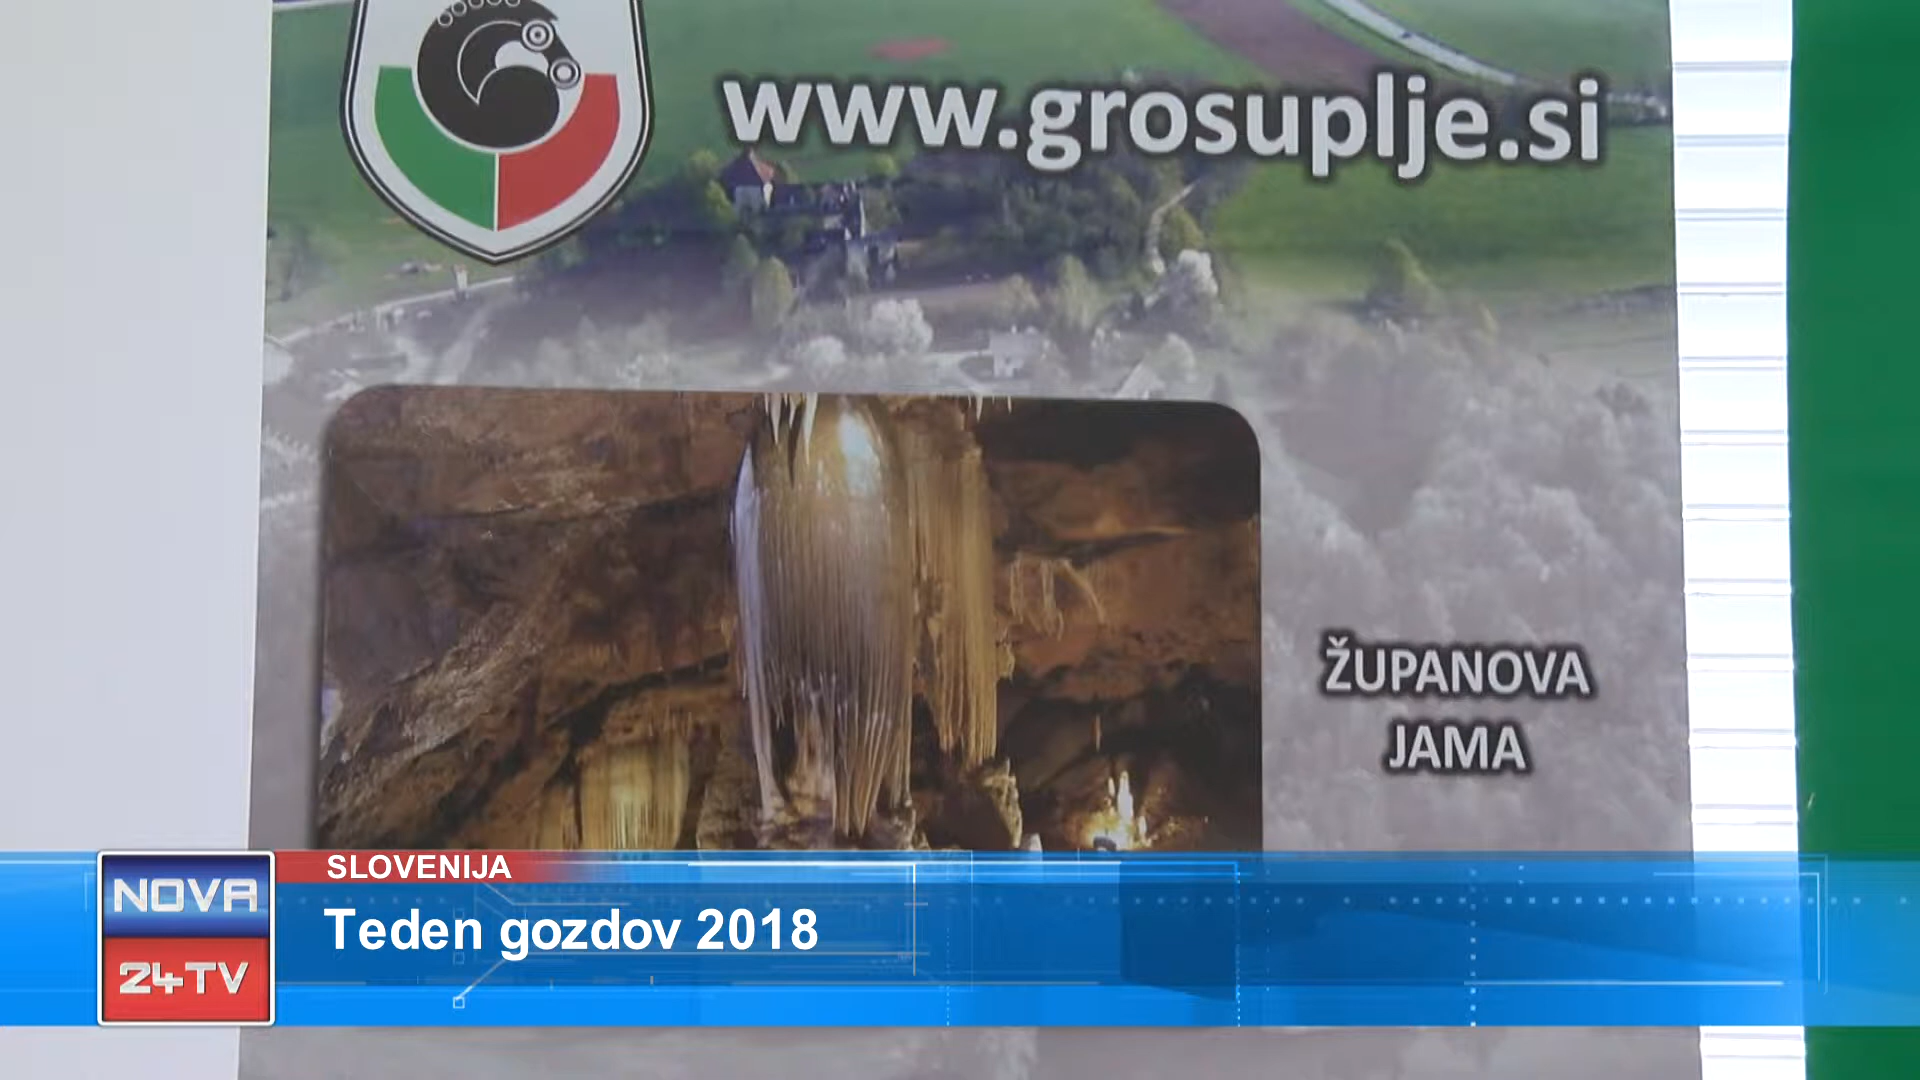 www.grosuplje.si
ŽUPANOVA
JAMA
SLOVENIJA
NOVA
24TV
Teden gozdov 2018